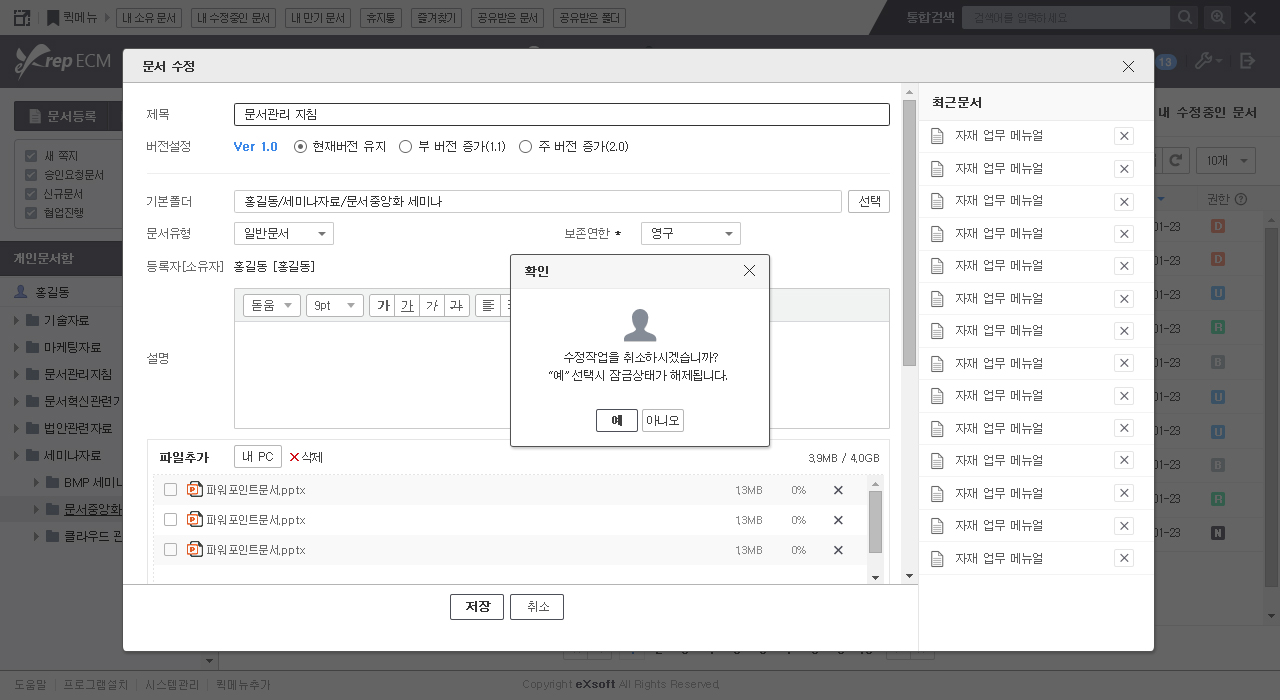 퀵메뉴
내 소유 문서
내 수정중인 문서
내 만기 문서
휴지통
즐겨찾기
공유받은 문서
공유받은 폴더
통합검색
검색어를 입력하세요
eXrep ECM
13
문서등록
새 쪽지
승인요청문서
신규문서
협업진행
개인문서함
홍길동
기술자료
마케팅자료
문서관리지침
문서혁신관련
법안관련자료
세미나자료
BMP 세미나
문서중앙화
클라우드 관
문서 수정
제목
문서관리 지침
버전설정
Ver 1.0
현재버전 유지
부 버전 증가(1.1)
주 버전 증가(2.0)
기본폴더
홍길동/세미나자료/문서중앙화 세미나
선택
문서유형
일반문서
보존연한 *
영구
등록자[소유자]
홍길동 [홍길동]
돋움
9pt
가 가 가 과
설명
확인
수정작업을 취소하시겠습니까?
“예” 선택시 잠금상태가 해제됩니다.
예
아니오
파일추가
내 PC
삭제
3.9MB / 4.0GB
파워포인트문서.pptx 1.3MB 0%
파워포인트문서.pptx 1.3MB 0%
파워포인트문서.pptx 1.3MB 0%
저장
취소
최근문서
자재 업무 메뉴얼
자재 업무 메뉴얼
자재 업무 메뉴얼
자재 업무 메뉴얼
자재 업무 메뉴얼
자재 업무 메뉴얼
자재 업무 메뉴얼
자재 업무 메뉴얼
자재 업무 메뉴얼
자재 업무 메뉴얼
자재 업무 메뉴얼
자재 업무 메뉴얼
자재 업무 메뉴얼
자재 업무 메뉴얼
내 수정중인 문서
10개
권한
01-23 D
01-23 D
01-23 U
01-23 R
01-23 B
01-23 U
01-23 U
01-23 B
01-23 R
01-23 N
도움말
프로그램설치
시스템관리
퀵메뉴추가
Copyright eXsoft All Rights Reserved.